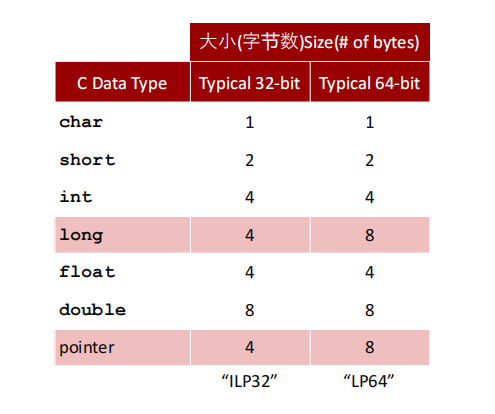 大小(字节数)Size(# of bytes)
C Data Type Typical 32-bit Typical 64-bit
char 1 1
short 2 2
int 4 4
long 4 8
float 4 4
double 8 8
pointer 4 8
“ILP32” “LP64”